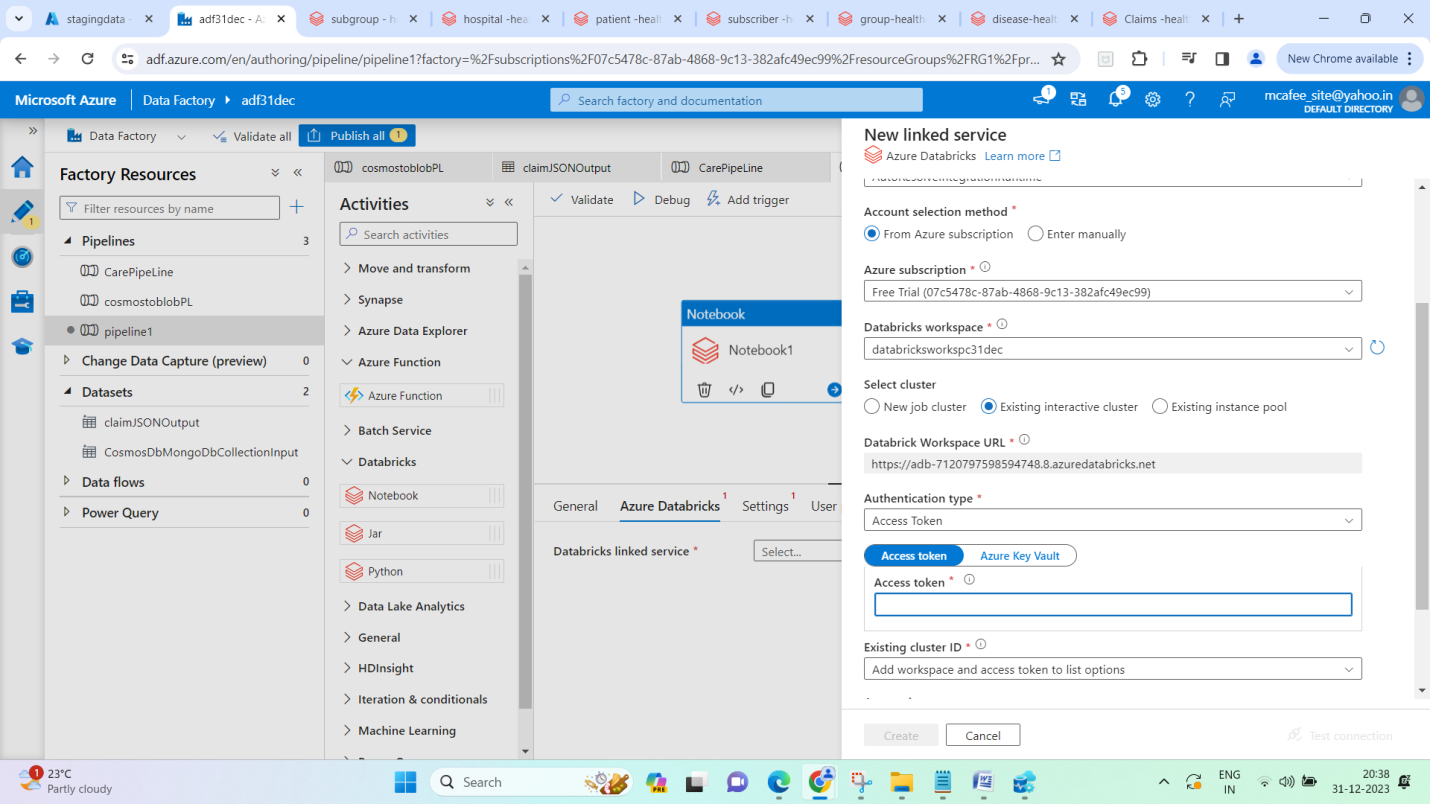 stagingdata -
adf31dec - Az
subgroup - h
hospital -hea
patient -healt
subscriber -h
group-health
disease-healt
Claims -healt
adf.azure.com/en/authoring/pipeline/pipeline1?factory=%2Fsubscriptions%2F07c5478c-87ab-4868-9c13-382afc49ec99%2FresourceGroups%2FRG1%2Fpr...
New Chrome available
Microsoft Azure
Data Factory
adf31dec
Search factory and documentation
1
5
mcafee_site@yahoo.in
DEFAULT DIRECTORY
Data Factory
Validate all
Publish all 1
1
Factory Resources
Filter resources by name
Pipelines 3
CarePipeLine
cosmostoblobPL
pipeline1
Change Data Capture (preview) 0
Datasets 2
claimJSONOutput
CosmosDbMongoDbCollectionInput
Data flows 0
Power Query 0
cosmostoblobPL
claimJSONOutput
CarePipeLine
Activities
Search activities
Move and transform
Synapse
Azure Data Explorer
Azure Function
Azure Function
Batch Service
Databricks
Notebook
Jar
Python
Data Lake Analytics
General
HDInsight
Iteration & conditionals
Machine Learning
Validate
Debug
Add trigger
Notebook
Notebook1
General
Azure Databricks 1
Settings 1
User
Databricks linked service *
Select...
New linked service
Azure Databricks Learn more
AutoResolveIntegrationRuntime
Account selection method *
From Azure subscription
Enter manually
Azure subscription *
Free Trial (07c5478c-87ab-4868-9c13-382afc49ec99)
Databricks workspace *
databricksworkspc31dec
Select cluster
New job cluster
Existing interactive cluster
Existing instance pool
Databrick Workspace URL *
https://adb-7120797598594748.8.azuredatabricks.net
Authentication type *
Access Token
Access token
Azure Key Vault
Access token *
Existing cluster ID *
Add workspace and access token to list options
Create
Cancel
Test connection
1
23°C
Partly cloudy
Search
PRE
ENG
IN
20:38
31-12-2023